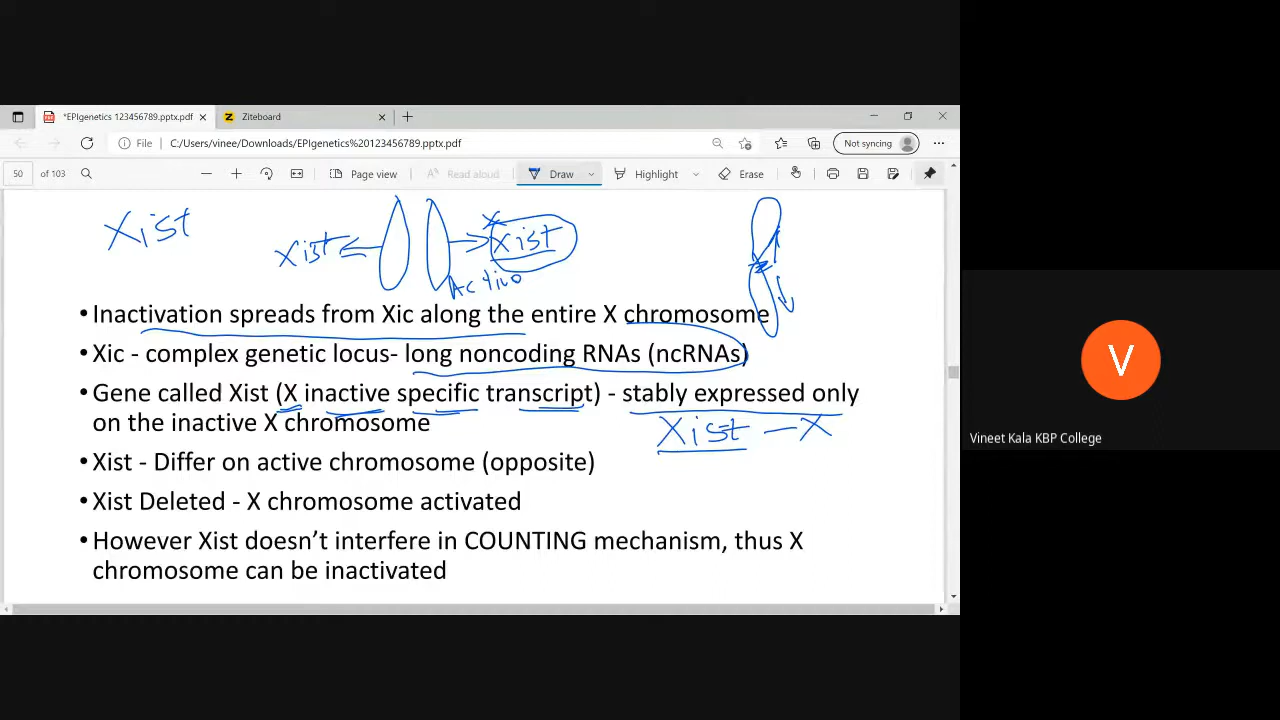 *EPIgenetics 123456789.pptx.pdf
Ziteboard
File
C:/Users/vinee/Downloads/EPIgenetics%20123456789.pptx.pdf
Not syncing
50 of 103
Page view
Read aloud
Draw
Highlight
Erase
Xist
Xist
X
Xist
Active
• Inactivation spreads from Xic along the entire X chromosome
• Xic - complex genetic locus- long noncoding RNAs (ncRNAs)
• Gene called Xist (X inactive specific transcript) - stably expressed only
on the inactive X chromosome
Xist - X
• Xist - Differ on active chromosome (opposite)
• Xist Deleted - X chromosome activated
• However Xist doesn't interfere in COUNTING mechanism, thus X
chromosome can be inactivated
V
Vineet Kala KBP College